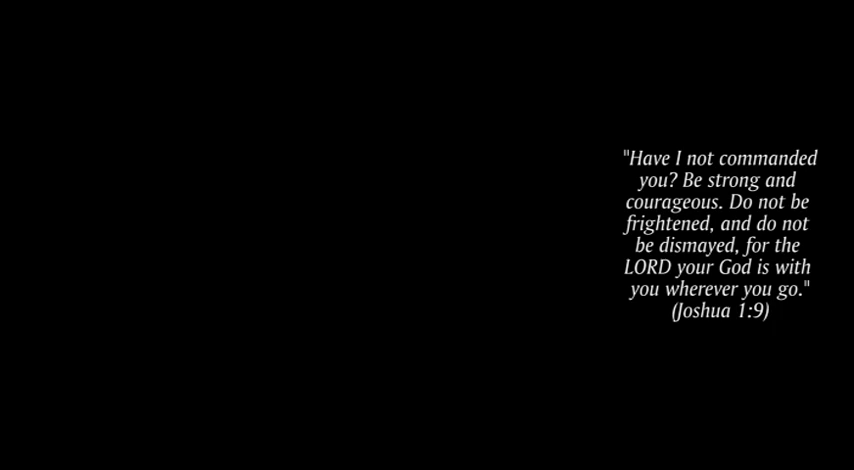 "Have I not commanded
you? Be strong and
courageous. Do not be
frightened, and do not
be dismayed, for the
LORD your God is with
you wherever you go."
(Joshua 1:9)